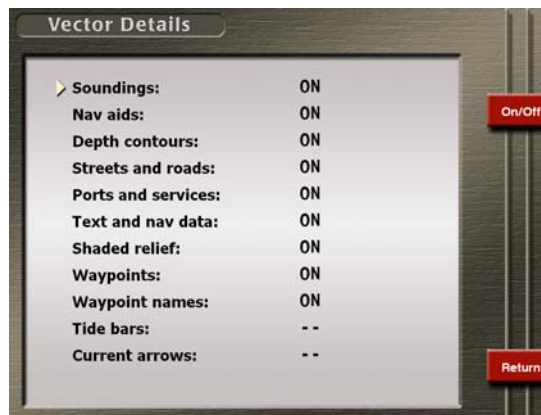 Vector Details
Soundings: ON
Nav aids: ON
Depth contours: ON
Streets and roads: ON
Ports and services: ON
Text and nav data: ON
Shaded relief: ON
Waypoints: ON
Waypoint names: ON
Tide bars: - -
Current arrows: - -
On/Off
Return